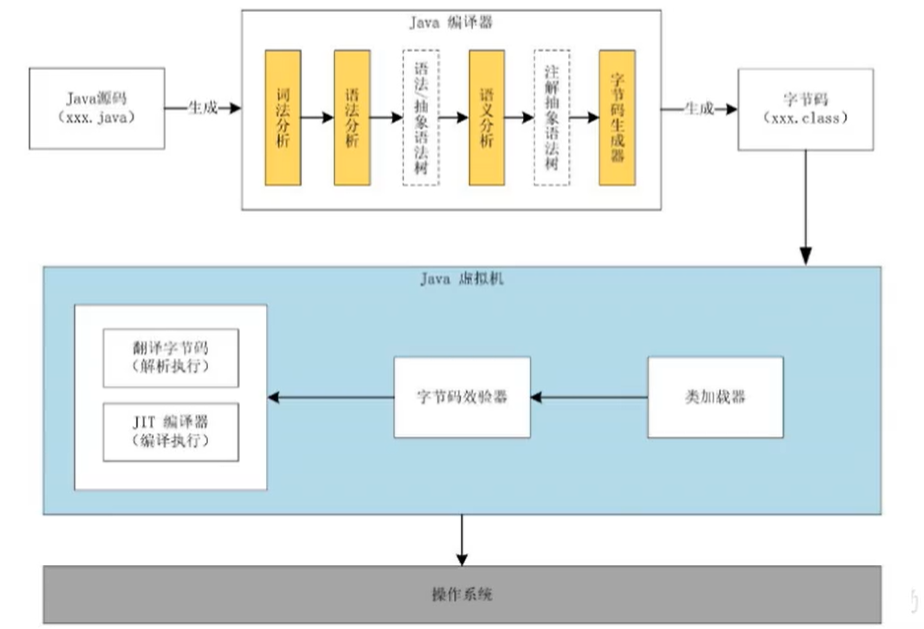 Java 编译器
Java源码
(xxx.java)
生成
词法分析
语法分析
语法/抽象语法树
语义分析
注解抽象语法树
字节码生成器
生成
字节码
(xxx.class)
Java 虚拟机
翻译字节码
(解析执行)
JIT 编译器
(编译执行)
字节码效验器
类加载器
操作系统